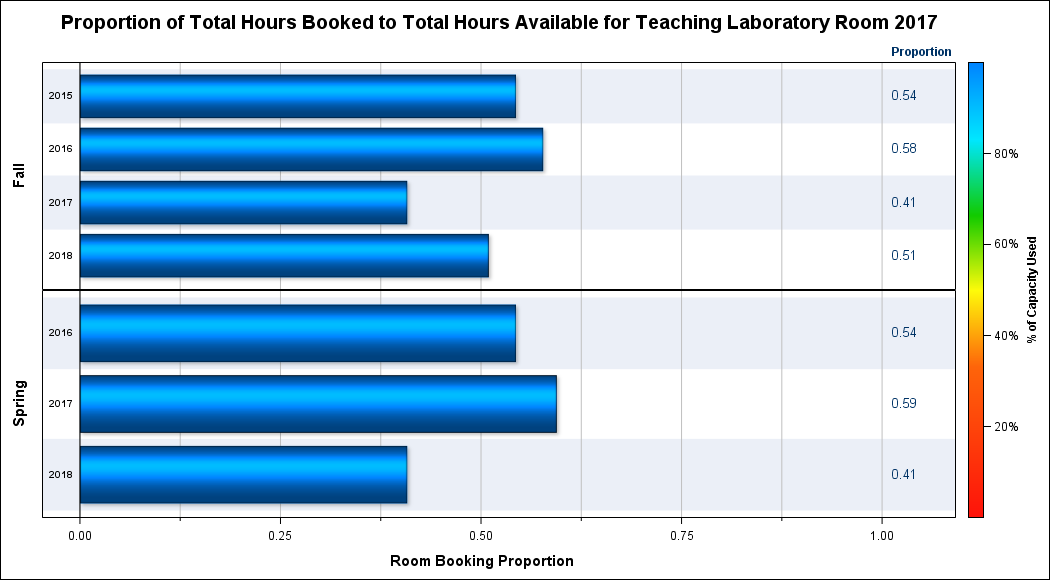 Proportion of Total Hours Booked to Total Hours Available for Teaching Laboratory Room 2017
Proportion
Fall
2015 0.54
2016 0.58
2017 0.41
2018 0.51
Spring
2016 0.54
2017 0.59
2018 0.41
0.00 0.25 0.50 0.75 1.00
Room Booking Proportion
80%
60%
40%
20%
% of Capacity Used